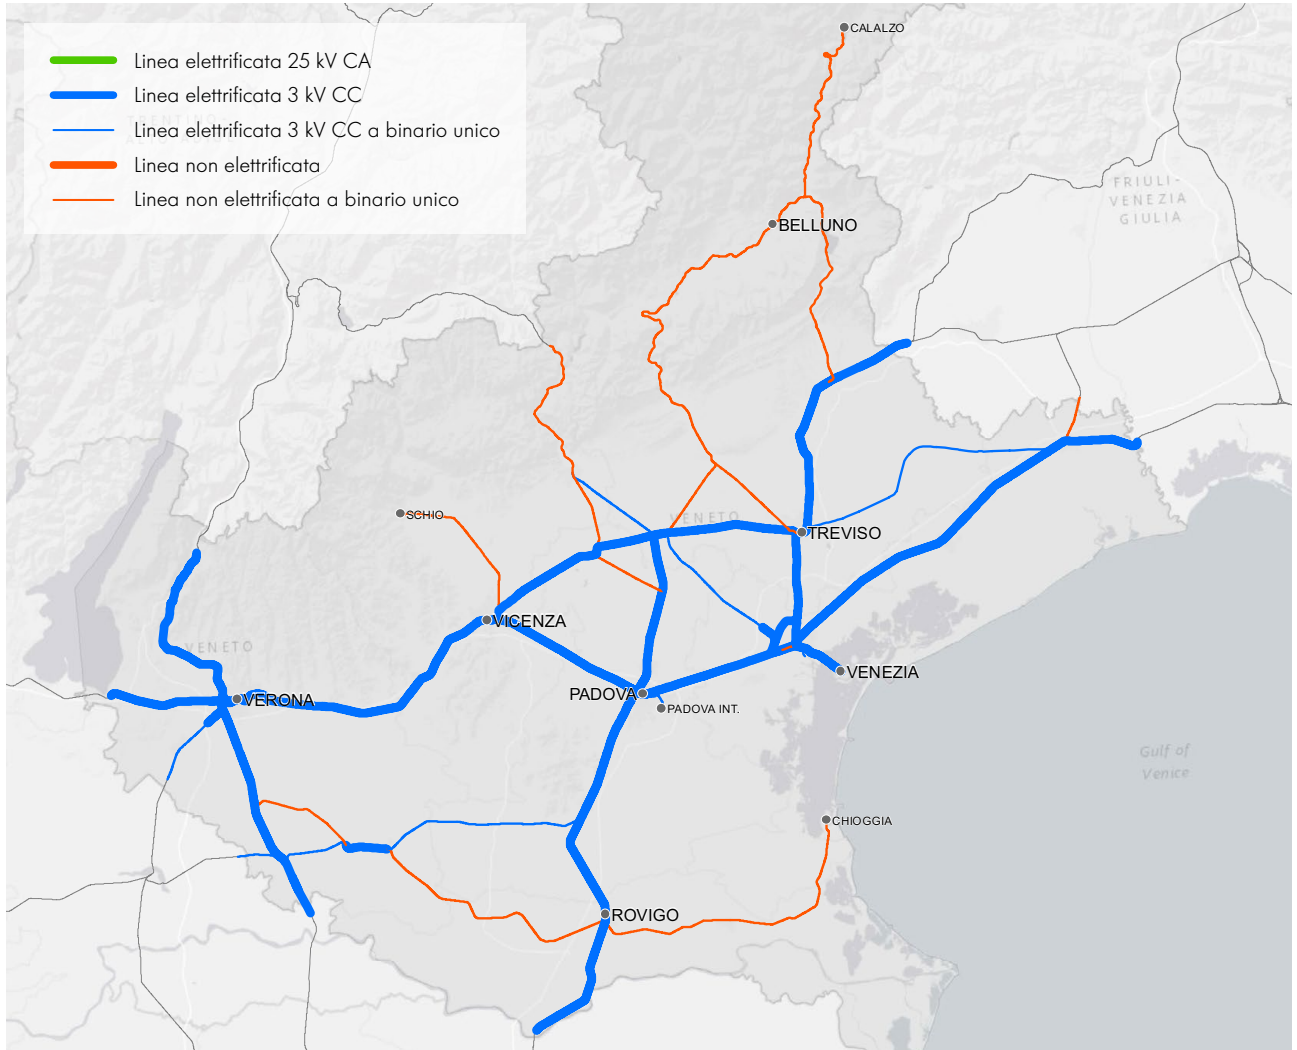 Linea elettrificata 25 kV CA
Linea elettrificata 3 kV CC
Linea elettrificata 3 kV CC a binario unico
Linea non elettrificata
Linea non elettrificata a binario unico
CALALZO
FRIULI-
VENEZIA
GIULIA
BELLUNO
SCHIO
VENETO
TREVISO
VICENZA
VENETO
VENEZIA
PADOVA
VERONA
PADOVA INT.
Gulf of
Venice
CHIOGGIA
ROVIGO